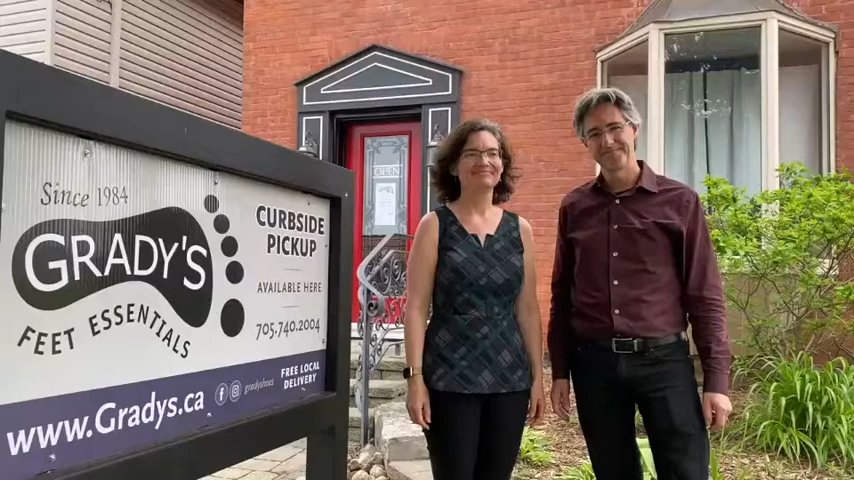 Since 1984
GRADY'S
FEET ESSENTIALS
CURBSIDE
PICKUP
AVAILABLE HERE
705.740.2004
www.Gradys.ca
gradyshoes
FREE LOCAL
DELIVERY
OPEN